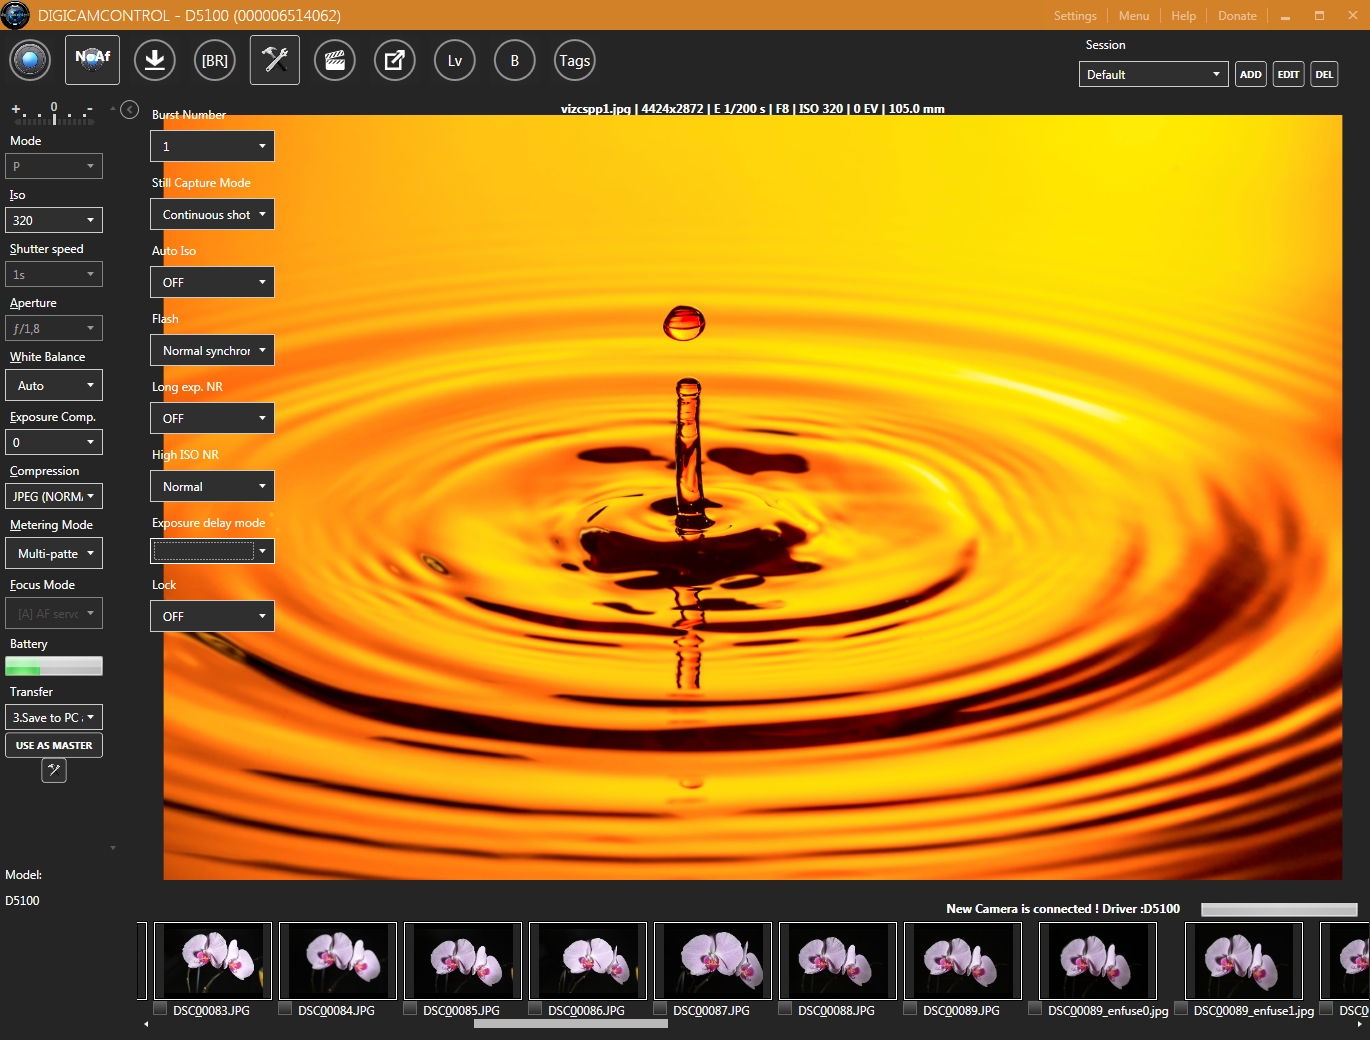 DIGICAMCONTROL - D5100 (000006514062)
Settings
Menu
Help
Donate
NoAf
[BR]
Lv
B
Tags
Session
Default
ADD
EDIT
DEL
+ 0 -
vizcspp1.jpg | 4424x2872 | E 1/200 s | F8 | ISO 320 | 0 EV | 105.0 mm
Mode
P
Iso
320
Shutter speed
1s
Aperture
ƒ/1,8
White Balance
Auto
Exposure Comp.
0
Compression
JPEG (NORM
Metering Mode
Multi-patte
Focus Mode
[A] AF servo
Battery
Transfer
3.Save to PC
USE AS MASTER
Model:
D5100
Burst Number
1
Still Capture Mode
Continuous shot
Auto Iso
OFF
Flash
Normal synchror
Long exp. NR
OFF
High ISO NR
Normal
Exposure delay mode
Lock
OFF
New Camera is connected ! Driver :D5100
DSC00083.JPG
DSC00084.JPG
DSC00085.JPG
DSC00086.JPG
DSC00087.JPG
DSC00088.JPG
DSC00089.JPG
DSC00089_enfuse0.jpg
DSC00089_enfuse1.jpg
DSC0